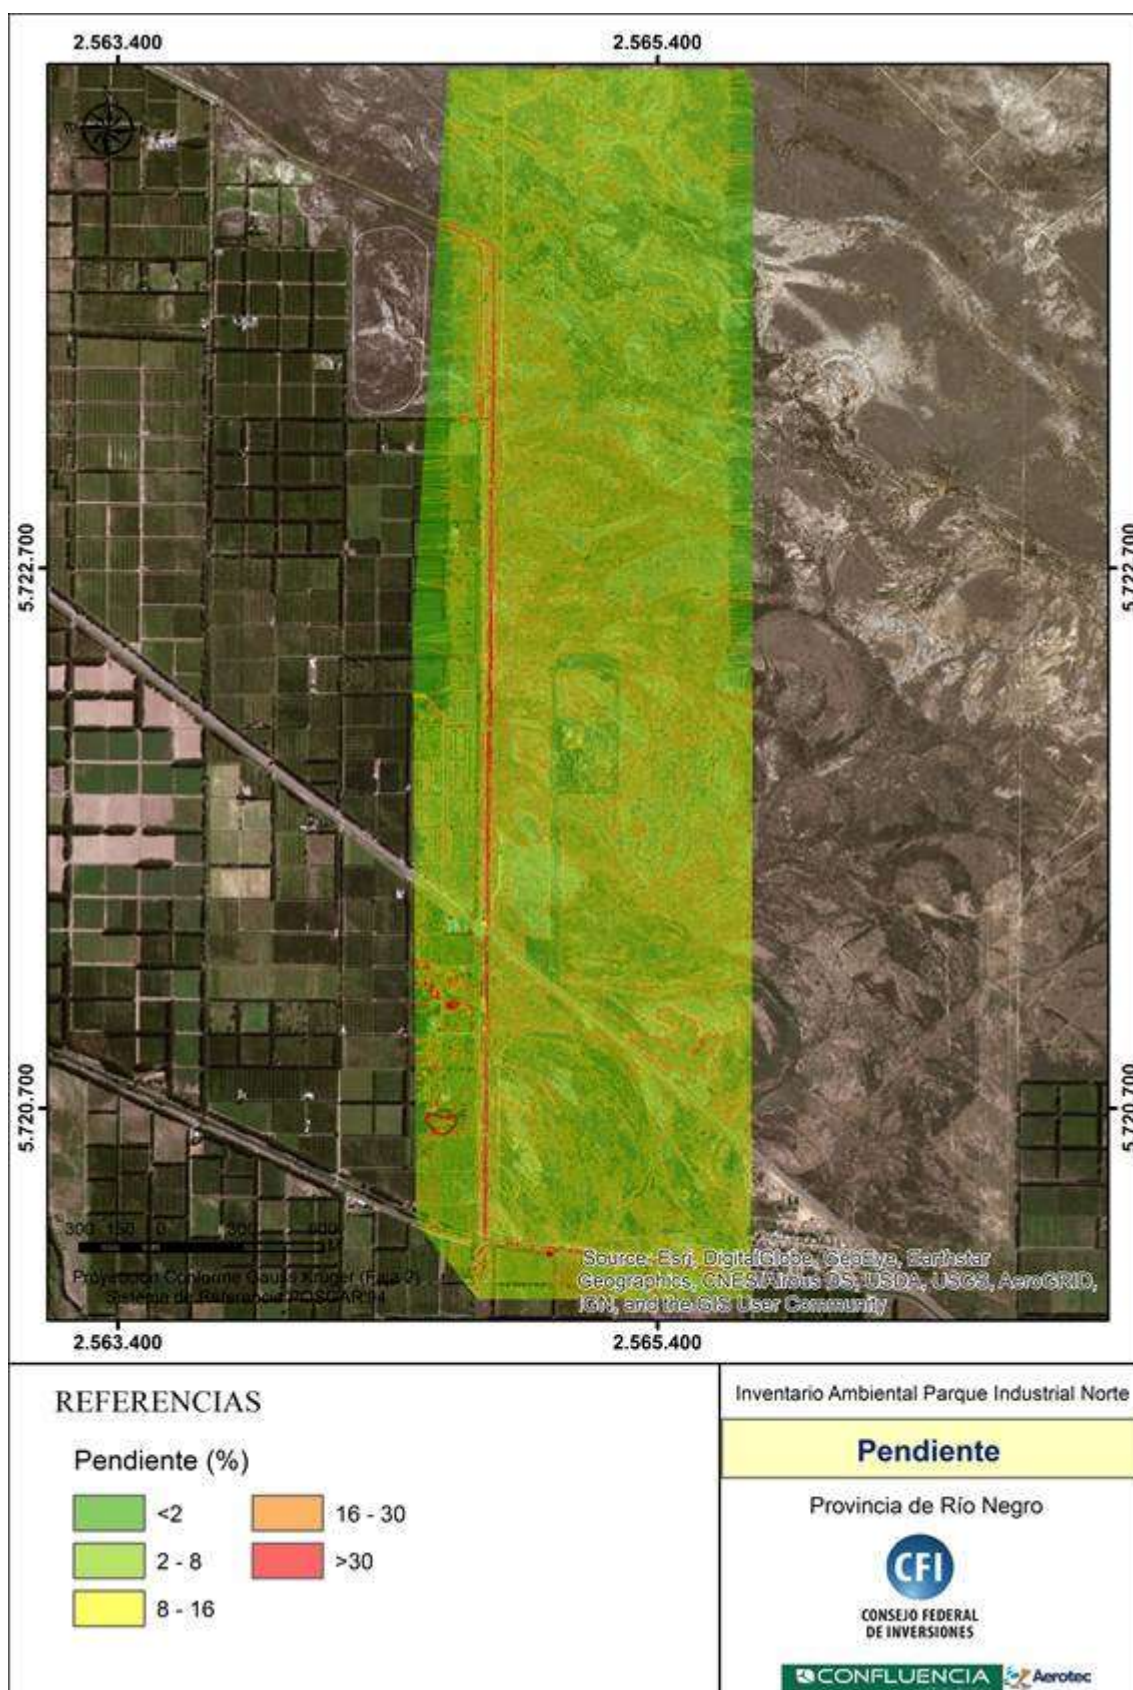 2.563.400
2.565.400
5.722.700
5.722.700
5.720.700
5.720.700
300 150 0 300 600
Proyección Conforme Gauss Krüger (Faja 2)
Sistema de Referencia POSGAR'94
Source: Esri, DigitalGlobe, GeoEye, Earthstar
Geographics, CNES/Airbus DS, USDA, USGS, AeroGRID,
IGN, and the GIS User Community
2.563.400
2.565.400
REFERENCIAS
Pendiente (%)
<2
2 - 8
8 - 16
16 - 30
>30
Inventario Ambiental Parque Industrial Norte
Pendiente
Provincia de Río Negro
CFI
CONSEJO FEDERAL
DE INVERSIONES
CONFLUENCIA
Aerotec